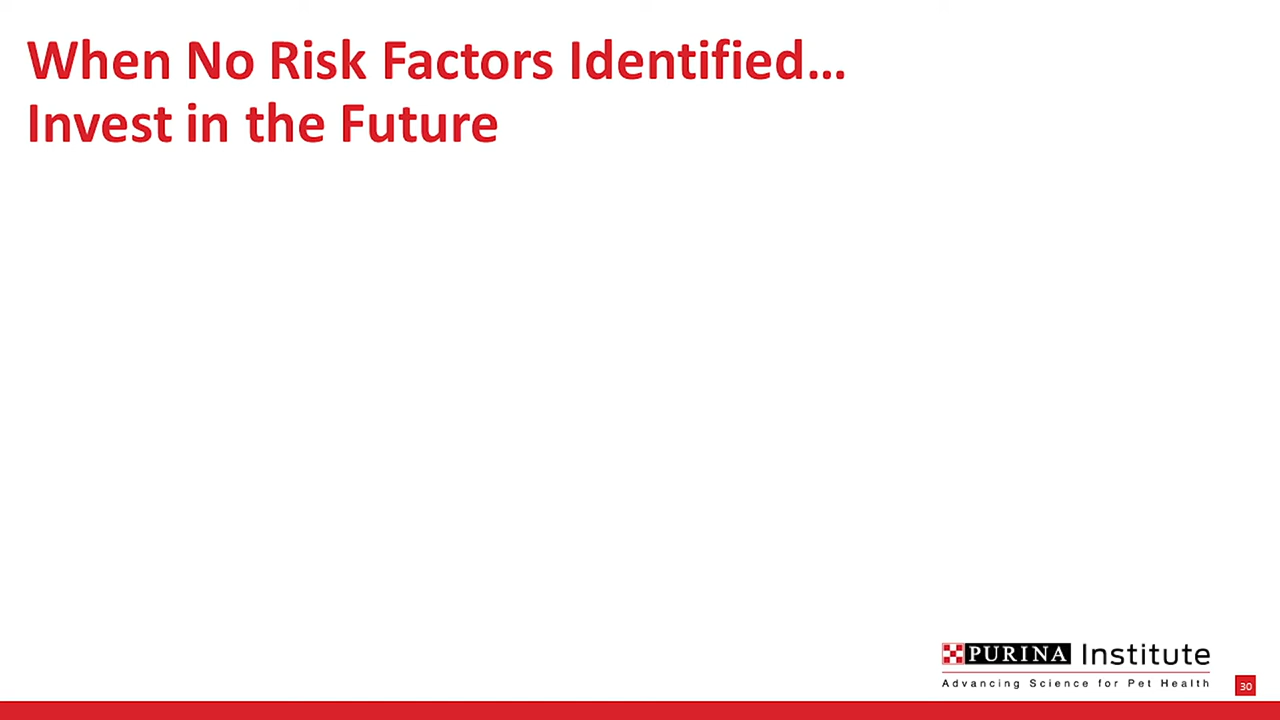 When No Risk Factors Identified…
Invest in the Future
PURINA Institute
Advancing Science for Pet Health
30